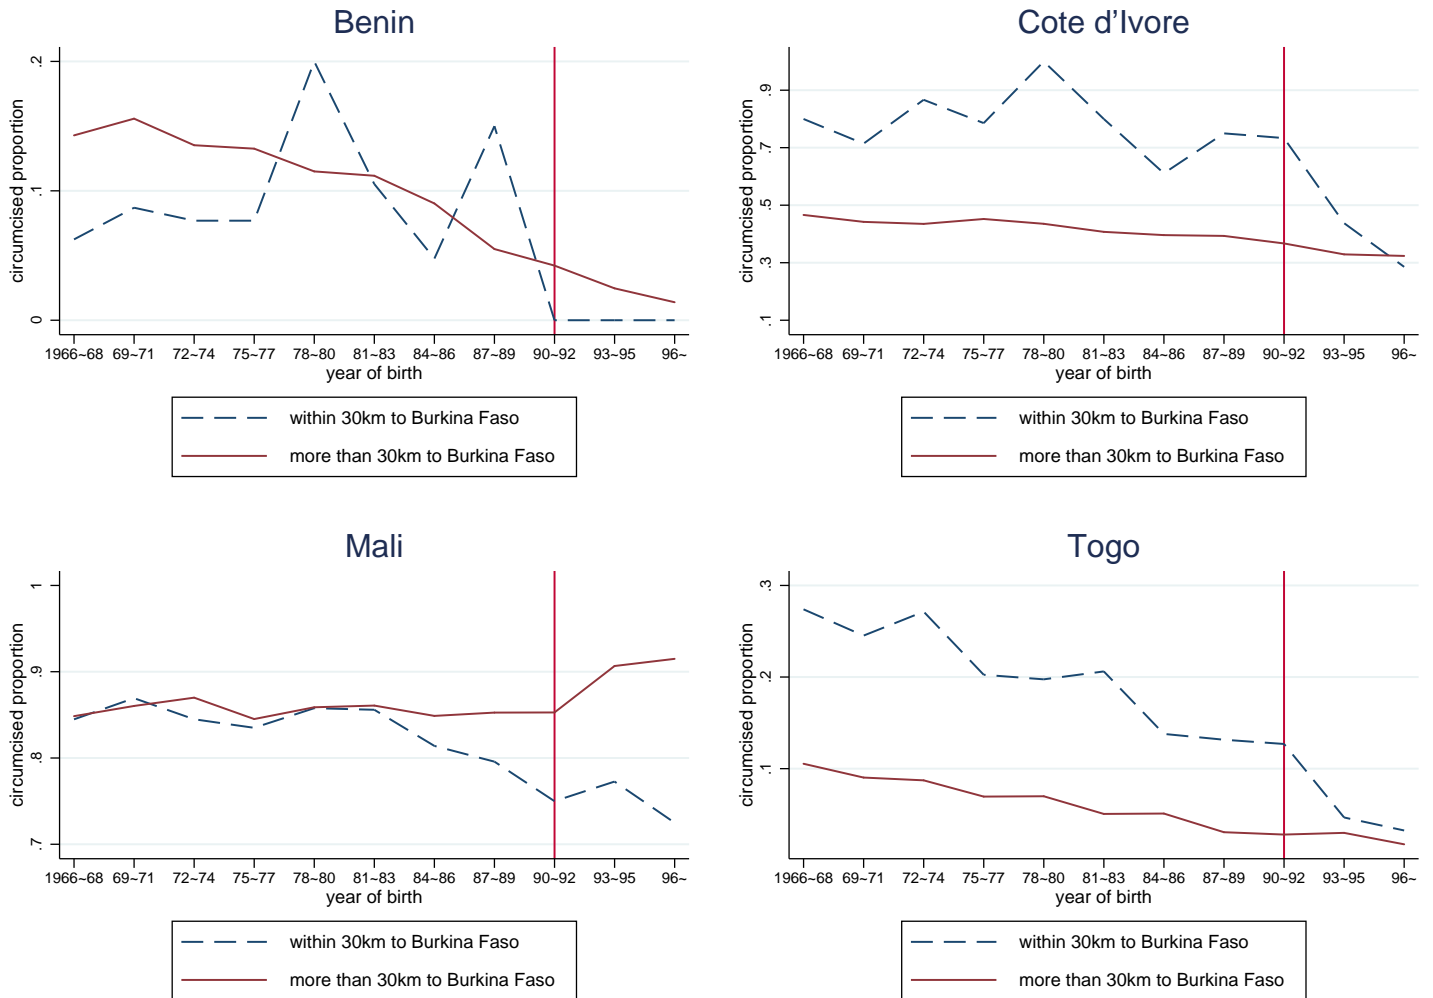 Benin
circumcised proportion
.2
.1
0
1966~68 69~71 72~74 75~77 78~80 81~83 84~86 87~89 90~92 93~95 96~
year of birth
within 30km to Burkina Faso
more than 30km to Burkina Faso
Cote d'Ivore
circumcised proportion
.9
.7
.5
.3
.1
1966~68 69~71 72~74 75~77 78~80 81~83 84~86 87~89 90~92 93~95 96~
year of birth
within 30km to Burkina Faso
more than 30km to Burkina Faso
Mali
circumcised proportion
1
.9
.8
.7
1966~68 69~71 72~74 75~77 78~80 81~83 84~86 87~89 90~92 93~95 96~
year of birth
within 30km to Burkina Faso
more than 30km to Burkina Faso
Togo
circumcised proportion
.3
.2
.1
1966~68 69~71 72~74 75~77 78~80 81~83 84~86 87~89 90~92 93~95 96~
year of birth
within 30km to Burkina Faso
more than 30km to Burkina Faso